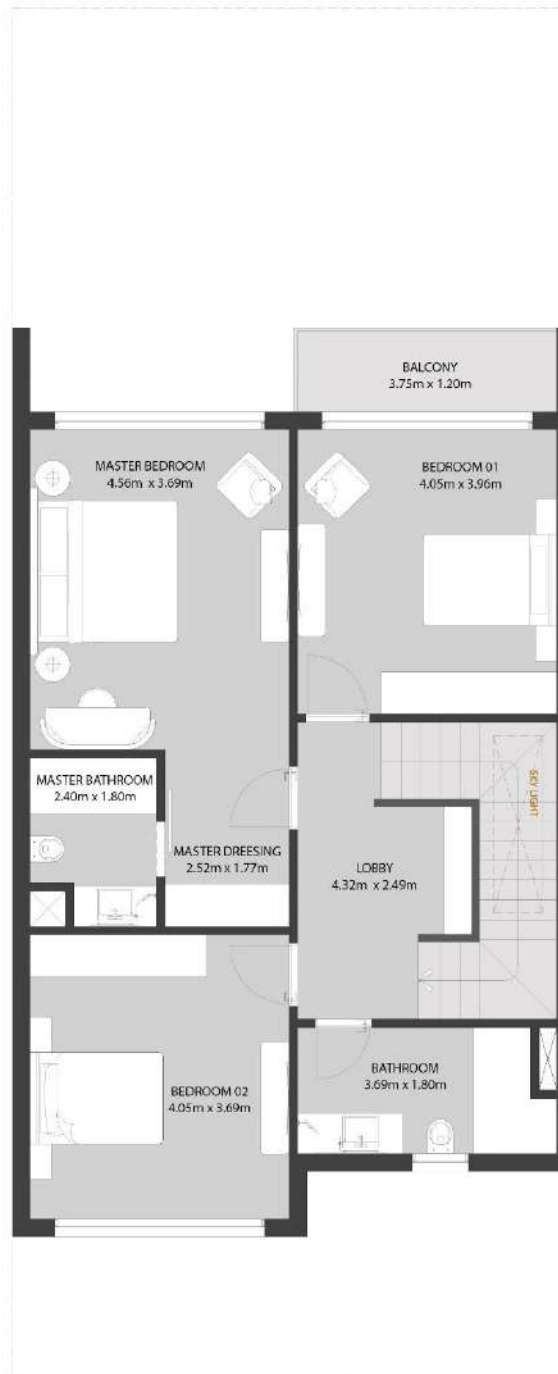 BALCONY
3.75m x 1.20m
MASTER BEDROOM
4.56m x 3.69m
BEDROOM 01
4.05m x 3.96m
SKY LIGHT
MASTER BATHROOM
2.40m x 1.80m
MASTER DREESING
2.52m x 1.77m
LOBBY
4.32m x 2.49m
BATHROOM
3.69m x 1.80m
BEDROOM 02
4.05m x 3.69m